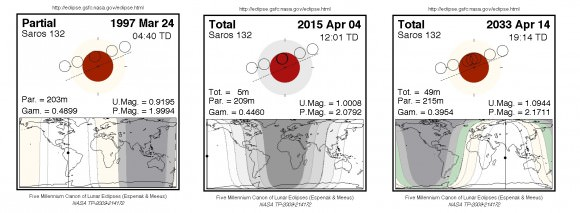 http://eclipse.gsfc.nasa.gov/eclipse.html
Partial 1997 Mar 24
Saros 132 04:40 TD
Par. = 203m U.Mag. = 0.9195
Gam. = 0.4899 P.Mag. = 1.9994
Five Millennium Canon of Lunar Eclipses (Espenak & Meeus)
NASA TP-2009-214172
http://eclipse.gsfc.nasa.gov/eclipse.html
Total 2015 Apr 04
Saros 132 12:01 TD
Tot. = 5m
Par. = 209m U.Mag. = 1.0008
Gam. = 0.4460 P.Mag. = 2.0792
Five Millennium Canon of Lunar Eclipses (Espenak & Meeus)
NASA TP-2009-214172
http://eclipse.gsfc.nasa.gov/eclipse.html
Total 2033 Apr 14
Saros 132 19:14 TD
Tot. = 49m
Par. = 215m U.Mag. = 1.0944
Gam. = 0.3954 P.Mag. = 2.1711
Five Millennium Canon of Lunar Eclipses (Espenak & Meeus)
NASA TP-2009-214172